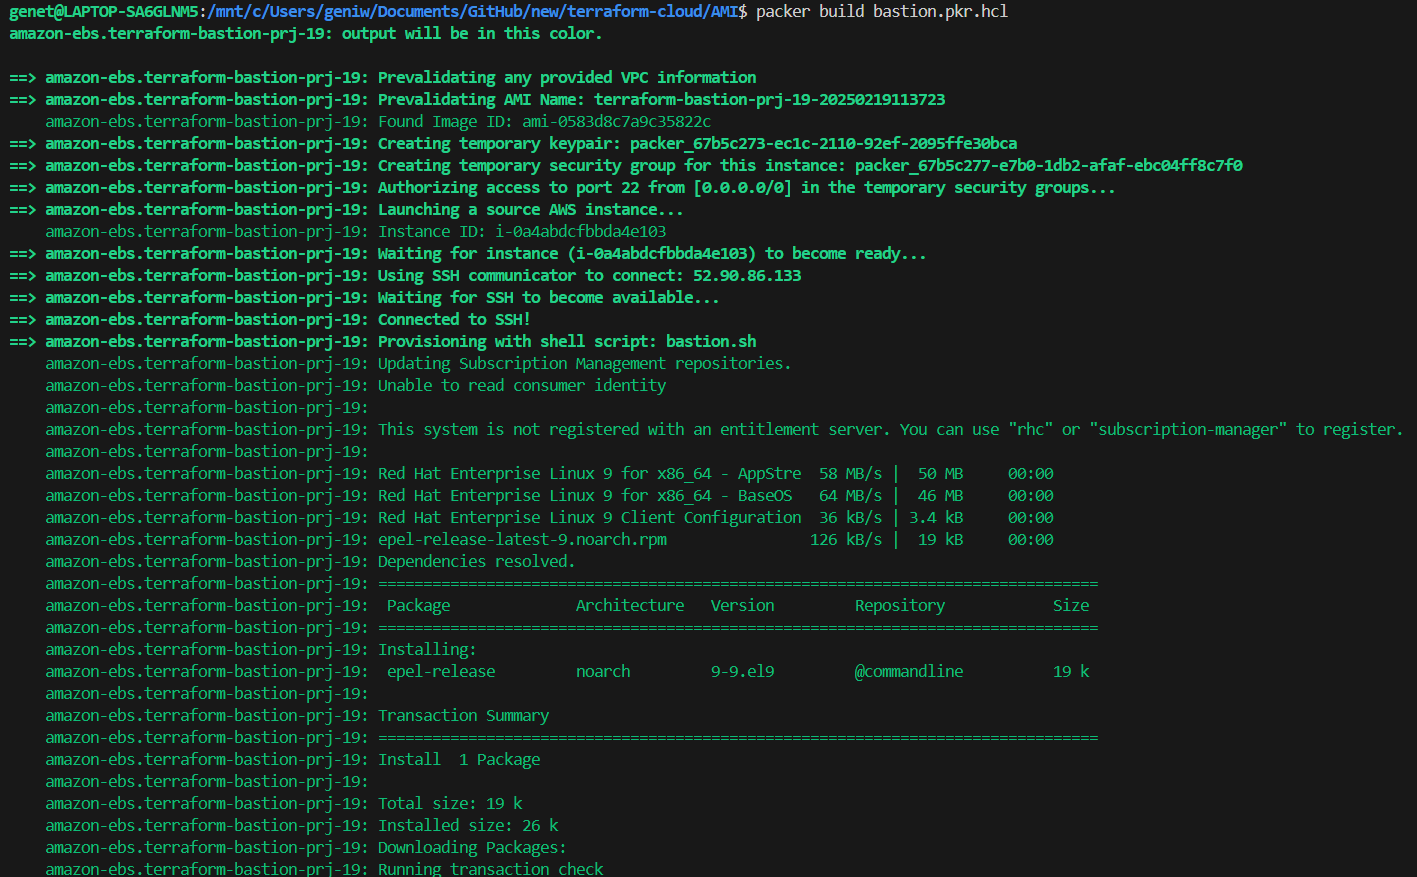 genet@LAPTOP-SA6GLNM5:/mnt/c/Users/geniw/Documents/GitHub/new/terraform-cloud/AMI$ packer build bastion.pkr.hcl
amazon-ebs.terraform-bastion-prj-19: output will be in this color.

==> amazon-ebs.terraform-bastion-prj-19: Prevalidating any provided VPC information
==> amazon-ebs.terraform-bastion-prj-19: Prevalidating AMI Name: terraform-bastion-prj-19-20250219113723
    amazon-ebs.terraform-bastion-prj-19: Found Image ID: ami-0583d8c7a9c35822c
==> amazon-ebs.terraform-bastion-prj-19: Creating temporary keypair: packer_67b5c273-ec1c-2110-92ef-2095ffe30bca
==> amazon-ebs.terraform-bastion-prj-19: Creating temporary security group for this instance: packer_67b5c277-e7b0-1db2-afaf-ebc04ff8c7f0
==> amazon-ebs.terraform-bastion-prj-19: Authorizing access to port 22 from [0.0.0.0/0] in the temporary security groups...
==> amazon-ebs.terraform-bastion-prj-19: Launching a source AWS instance...
    amazon-ebs.terraform-bastion-prj-19: Instance ID: i-0a4abdcfbbda4e103
==> amazon-ebs.terraform-bastion-prj-19: Waiting for instance (i-0a4abdcfbbda4e103) to become ready...
==> amazon-ebs.terraform-bastion-prj-19: Using SSH communicator to connect: 52.90.86.133
==> amazon-ebs.terraform-bastion-prj-19: Waiting for SSH to become available...
==> amazon-ebs.terraform-bastion-prj-19: Connected to SSH!
==> amazon-ebs.terraform-bastion-prj-19: Provisioning with shell script: bastion.sh
    amazon-ebs.terraform-bastion-prj-19: Updating Subscription Management repositories.
    amazon-ebs.terraform-bastion-prj-19: Unable to read consumer identity
    amazon-ebs.terraform-bastion-prj-19:
    amazon-ebs.terraform-bastion-prj-19: This system is not registered with an entitlement server. You can use "rhc" or "subscription-manager" to register.
    amazon-ebs.terraform-bastion-prj-19:
    amazon-ebs.terraform-bastion-prj-19: Red Hat Enterprise Linux 9 for x86_64 - AppStre  58 MB/s |  50 MB     00:00
    amazon-ebs.terraform-bastion-prj-19: Red Hat Enterprise Linux 9 for x86_64 - BaseOS   64 MB/s |  46 MB     00:00
    amazon-ebs.terraform-bastion-prj-19: Red Hat Enterprise Linux 9 Client Configuration  36 kB/s | 3.4 kB     00:00
    amazon-ebs.terraform-bastion-prj-19: epel-release-latest-9.noarch.rpm                126 kB/s |  19 kB     00:00
    amazon-ebs.terraform-bastion-prj-19: Dependencies resolved.
    amazon-ebs.terraform-bastion-prj-19: ================================================================================
    amazon-ebs.terraform-bastion-prj-19:  Package              Architecture   Version         Repository            Size
    amazon-ebs.terraform-bastion-prj-19: ================================================================================
    amazon-ebs.terraform-bastion-prj-19: Installing:
    amazon-ebs.terraform-bastion-prj-19:  epel-release         noarch         9-9.el9         @commandline          19 k
    amazon-ebs.terraform-bastion-prj-19:
    amazon-ebs.terraform-bastion-prj-19: Transaction Summary
    amazon-ebs.terraform-bastion-prj-19: ================================================================================
    amazon-ebs.terraform-bastion-prj-19: Install  1 Package
    amazon-ebs.terraform-bastion-prj-19:
    amazon-ebs.terraform-bastion-prj-19: Total size: 19 k
    amazon-ebs.terraform-bastion-prj-19: Installed size: 26 k
    amazon-ebs.terraform-bastion-prj-19: Downloading Packages:
    amazon-ebs.terraform-bastion-prj-19: Running transaction check